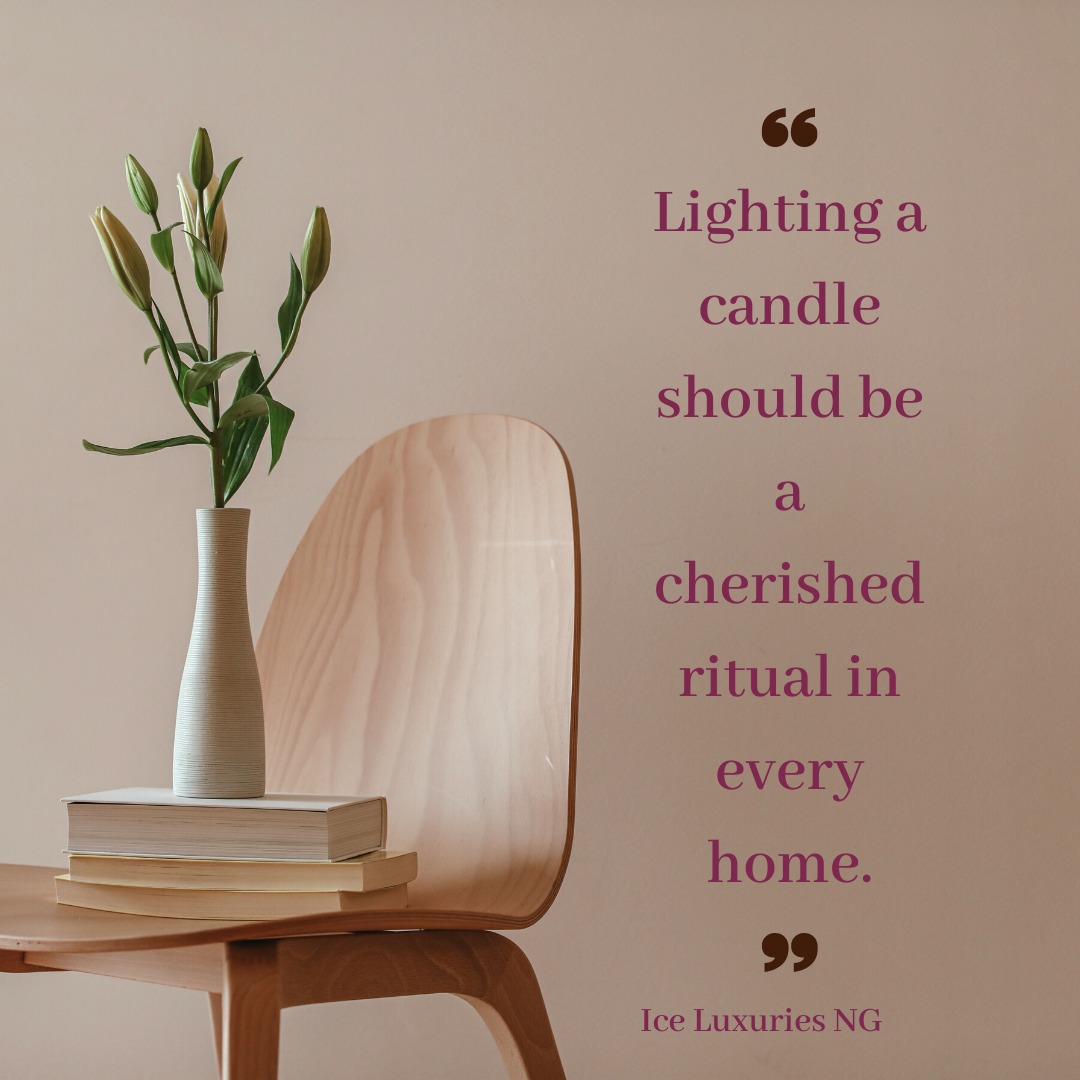 “
Lighting a
candle
should be
a
cherished
ritual in
every
home.
”
Ice Luxuries NG